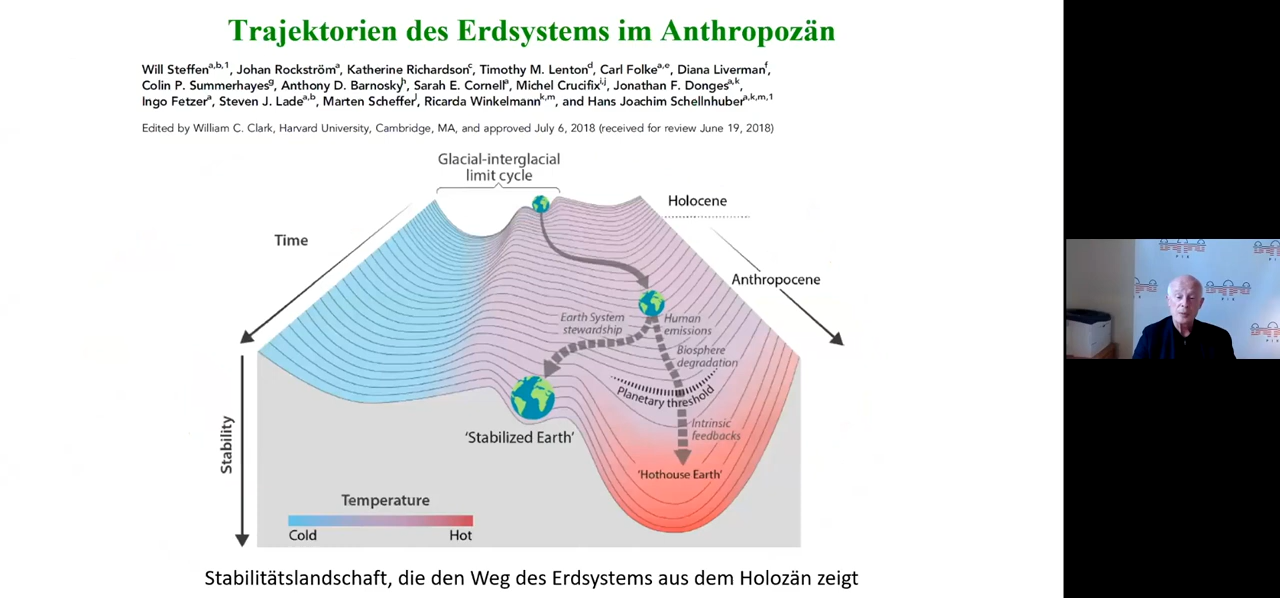 Trajektorien des Erdsystems im Anthropozän
Will Steffen^a,b,1, Johan Rockström^a, Katherine Richardson^c, Timothy M. Lenton^d, Carl Folke^a,e, Diana Liverman^f,
Colin P. Summerhayes^g, Anthony D. Barnosky^h, Sarah E. Cornell^a, Michel Crucifix^i,j, Jonathan F. Donges^a,k,
Ingo Fetzer^a, Steven J. Lade^a,b, Marten Scheffer^l, Ricarda Winkelmann^k,m, and Hans Joachim Schellnhuber^a,k,m,1
Edited by William C. Clark, Harvard University, Cambridge, MA, and approved July 6, 2018 (received for review June 19, 2018)
Glacial-interglacial
limit cycle
Holocene
Time
Anthropocene
Earth System
stewardship
Human
emissions
Biosphere
degradation
Planetary threshold
Stability
'Stabilized Earth'
Intrinsic
feedbacks
'Hothouse Earth'
Temperature
Cold
Hot
Stabilitätslandschaft, die den Weg des Erdsystems aus dem Holozän zeigt